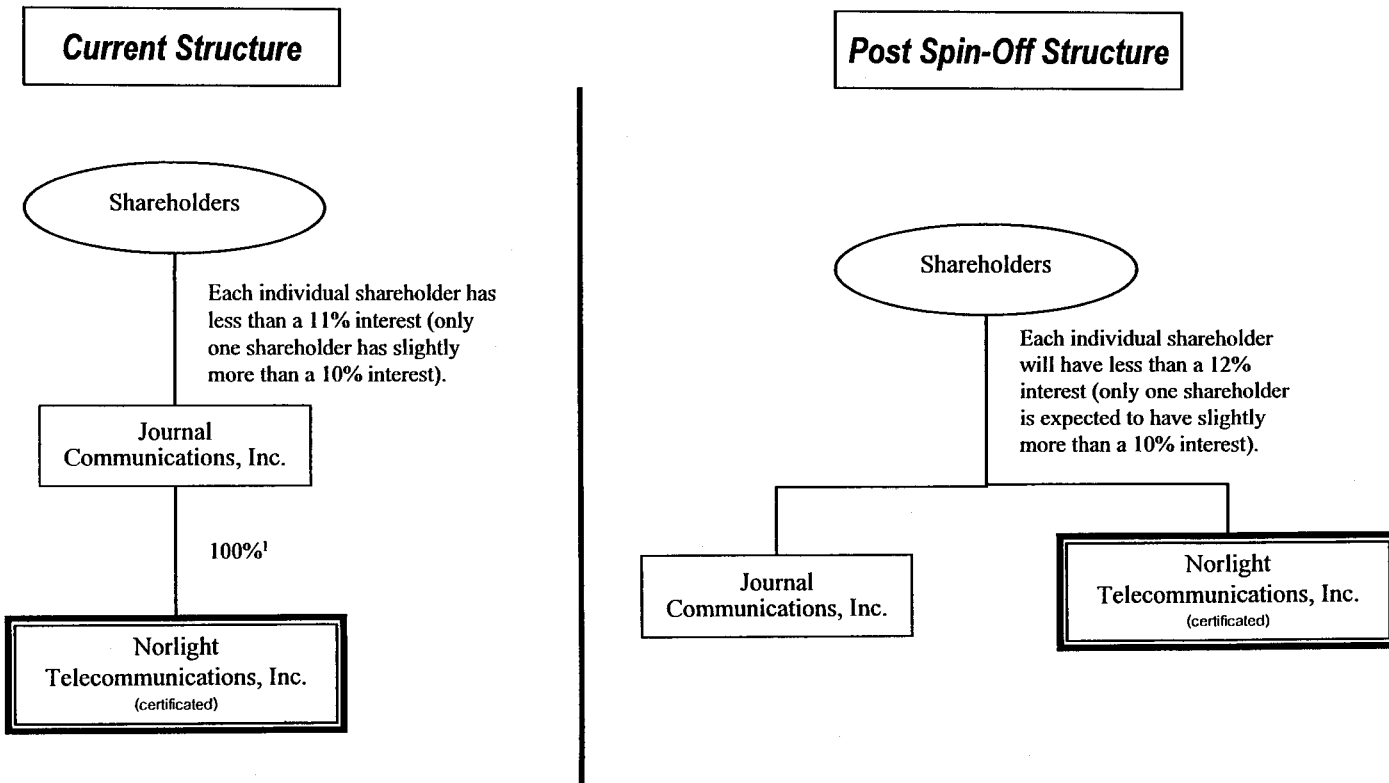 Current Structure
Shareholders
Each individual shareholder has
less than a 11% interest (only
one shareholder has slightly
more than a 10% interest).
Journal
Communications, Inc.
100%¹
Norlight
Telecommunications, Inc.
(certificated)
Post Spin-Off Structure
Shareholders
Each individual shareholder
will have less than a 12%
interest (only one shareholder
is expected to have slightly
more than a 10% interest).
Journal
Communications, Inc.
Norlight
Telecommunications, Inc.
(certificated)